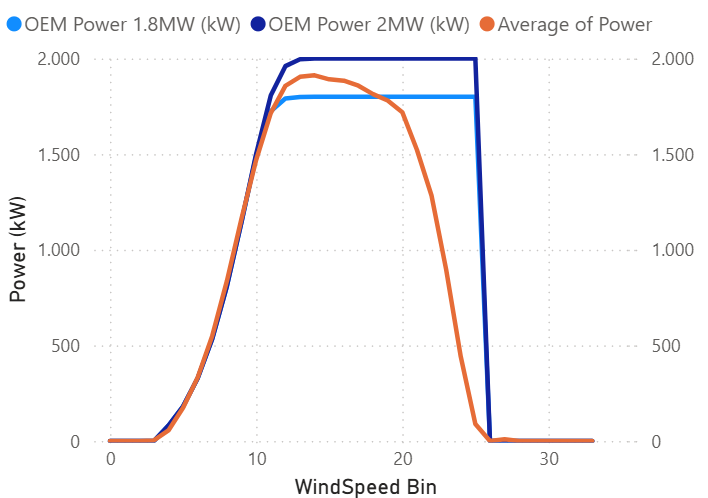 OEM Power 1.8MW (kW) OEM Power 2MW (kW) Average of Power
2.000 2.000
1.500 1.500
1.000 1.000
500 500
0 0
Power (kW)
0 10 20 30
WindSpeed Bin